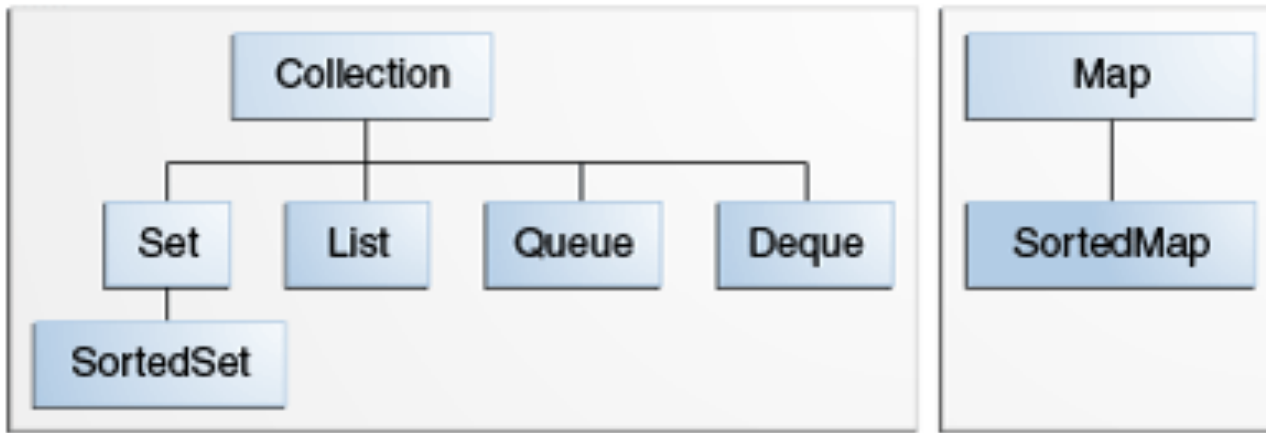 Collection
Map
Set
List
Queue
Deque
SortedMap
SortedSet